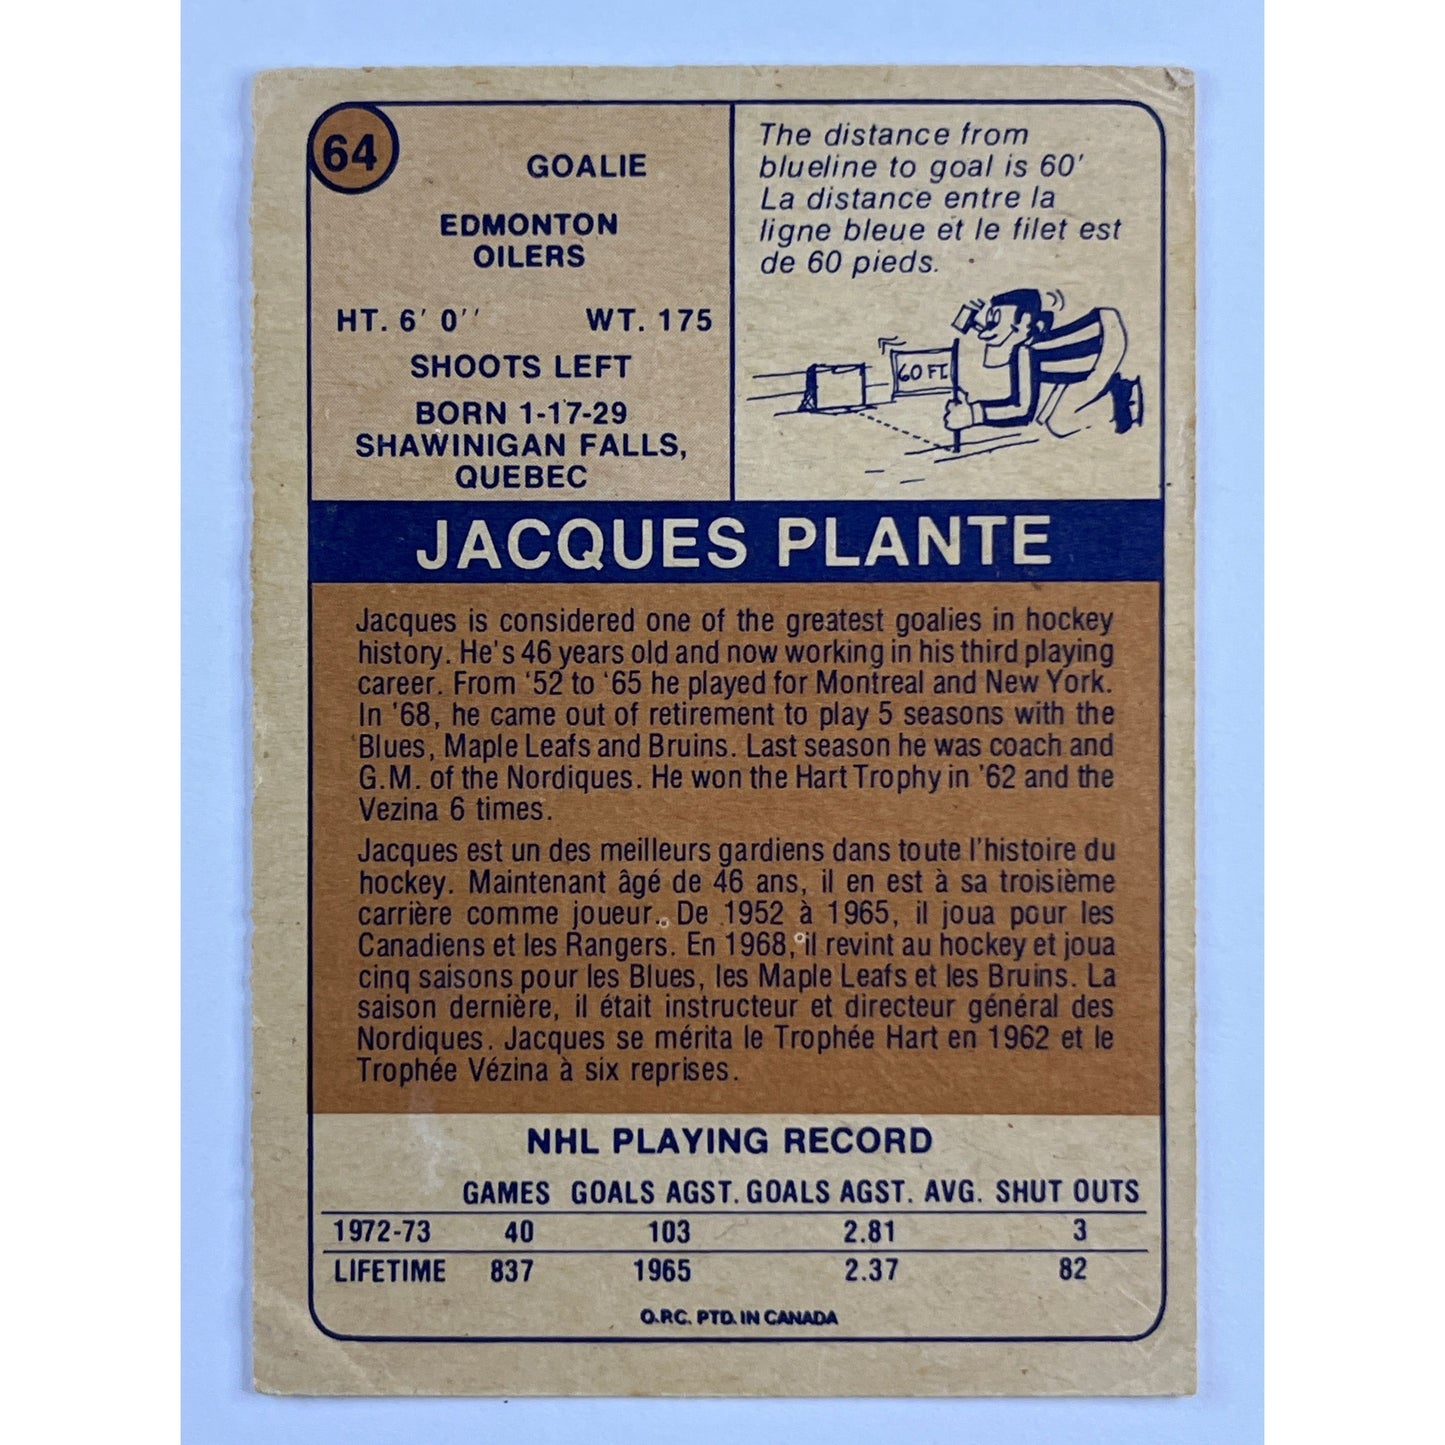 64
GOALIE
EDMONTON
OILERS
HT. 6' 0'' WT. 175
SHOOTS LEFT
BORN 1-17-29
SHAWINIGAN FALLS,
QUEBEC
The distance from
blueline to goal is 60'
La distance entre la
ligne bleue et le filet est
de 60 pieds.
60 FT.
JACQUES PLANTE
Jacques is considered one of the greatest goalies in hockey
history. He's 46 years old and now working in his third playing
career. From '52 to '65 he played for Montreal and New York.
In '68, he came out of retirement to play 5 seasons with the
Blues, Maple Leafs and Bruins. Last season he was coach and
G.M. of the Nordiques. He won the Hart Trophy in '62 and the
Vezina 6 times.
Jacques est un des meilleurs gardiens dans toute l'histoire du
hockey. Maintenant âgé de 46 ans, il en est à sa troisième
carrière comme joueur. De 1952 à 1965, il joua pour les
Canadiens et les Rangers. En 1968, il revint au hockey et joua
cinq saisons pour les Blues, les Maple Leafs et les Bruins. La
saison dernière, il était instructeur et directeur général des
Nordiques. Jacques se mérita le Trophée Hart en 1962 et le
Trophée Vézina à six reprises.
NHL PLAYING RECORD
GAMES GOALS AGST. GOALS AGST. AVG. SHUT OUTS
1972-73 40 103 2.81 3
LIFETIME 837 1965 2.37 82
O.P.C. PTD. IN CANADA